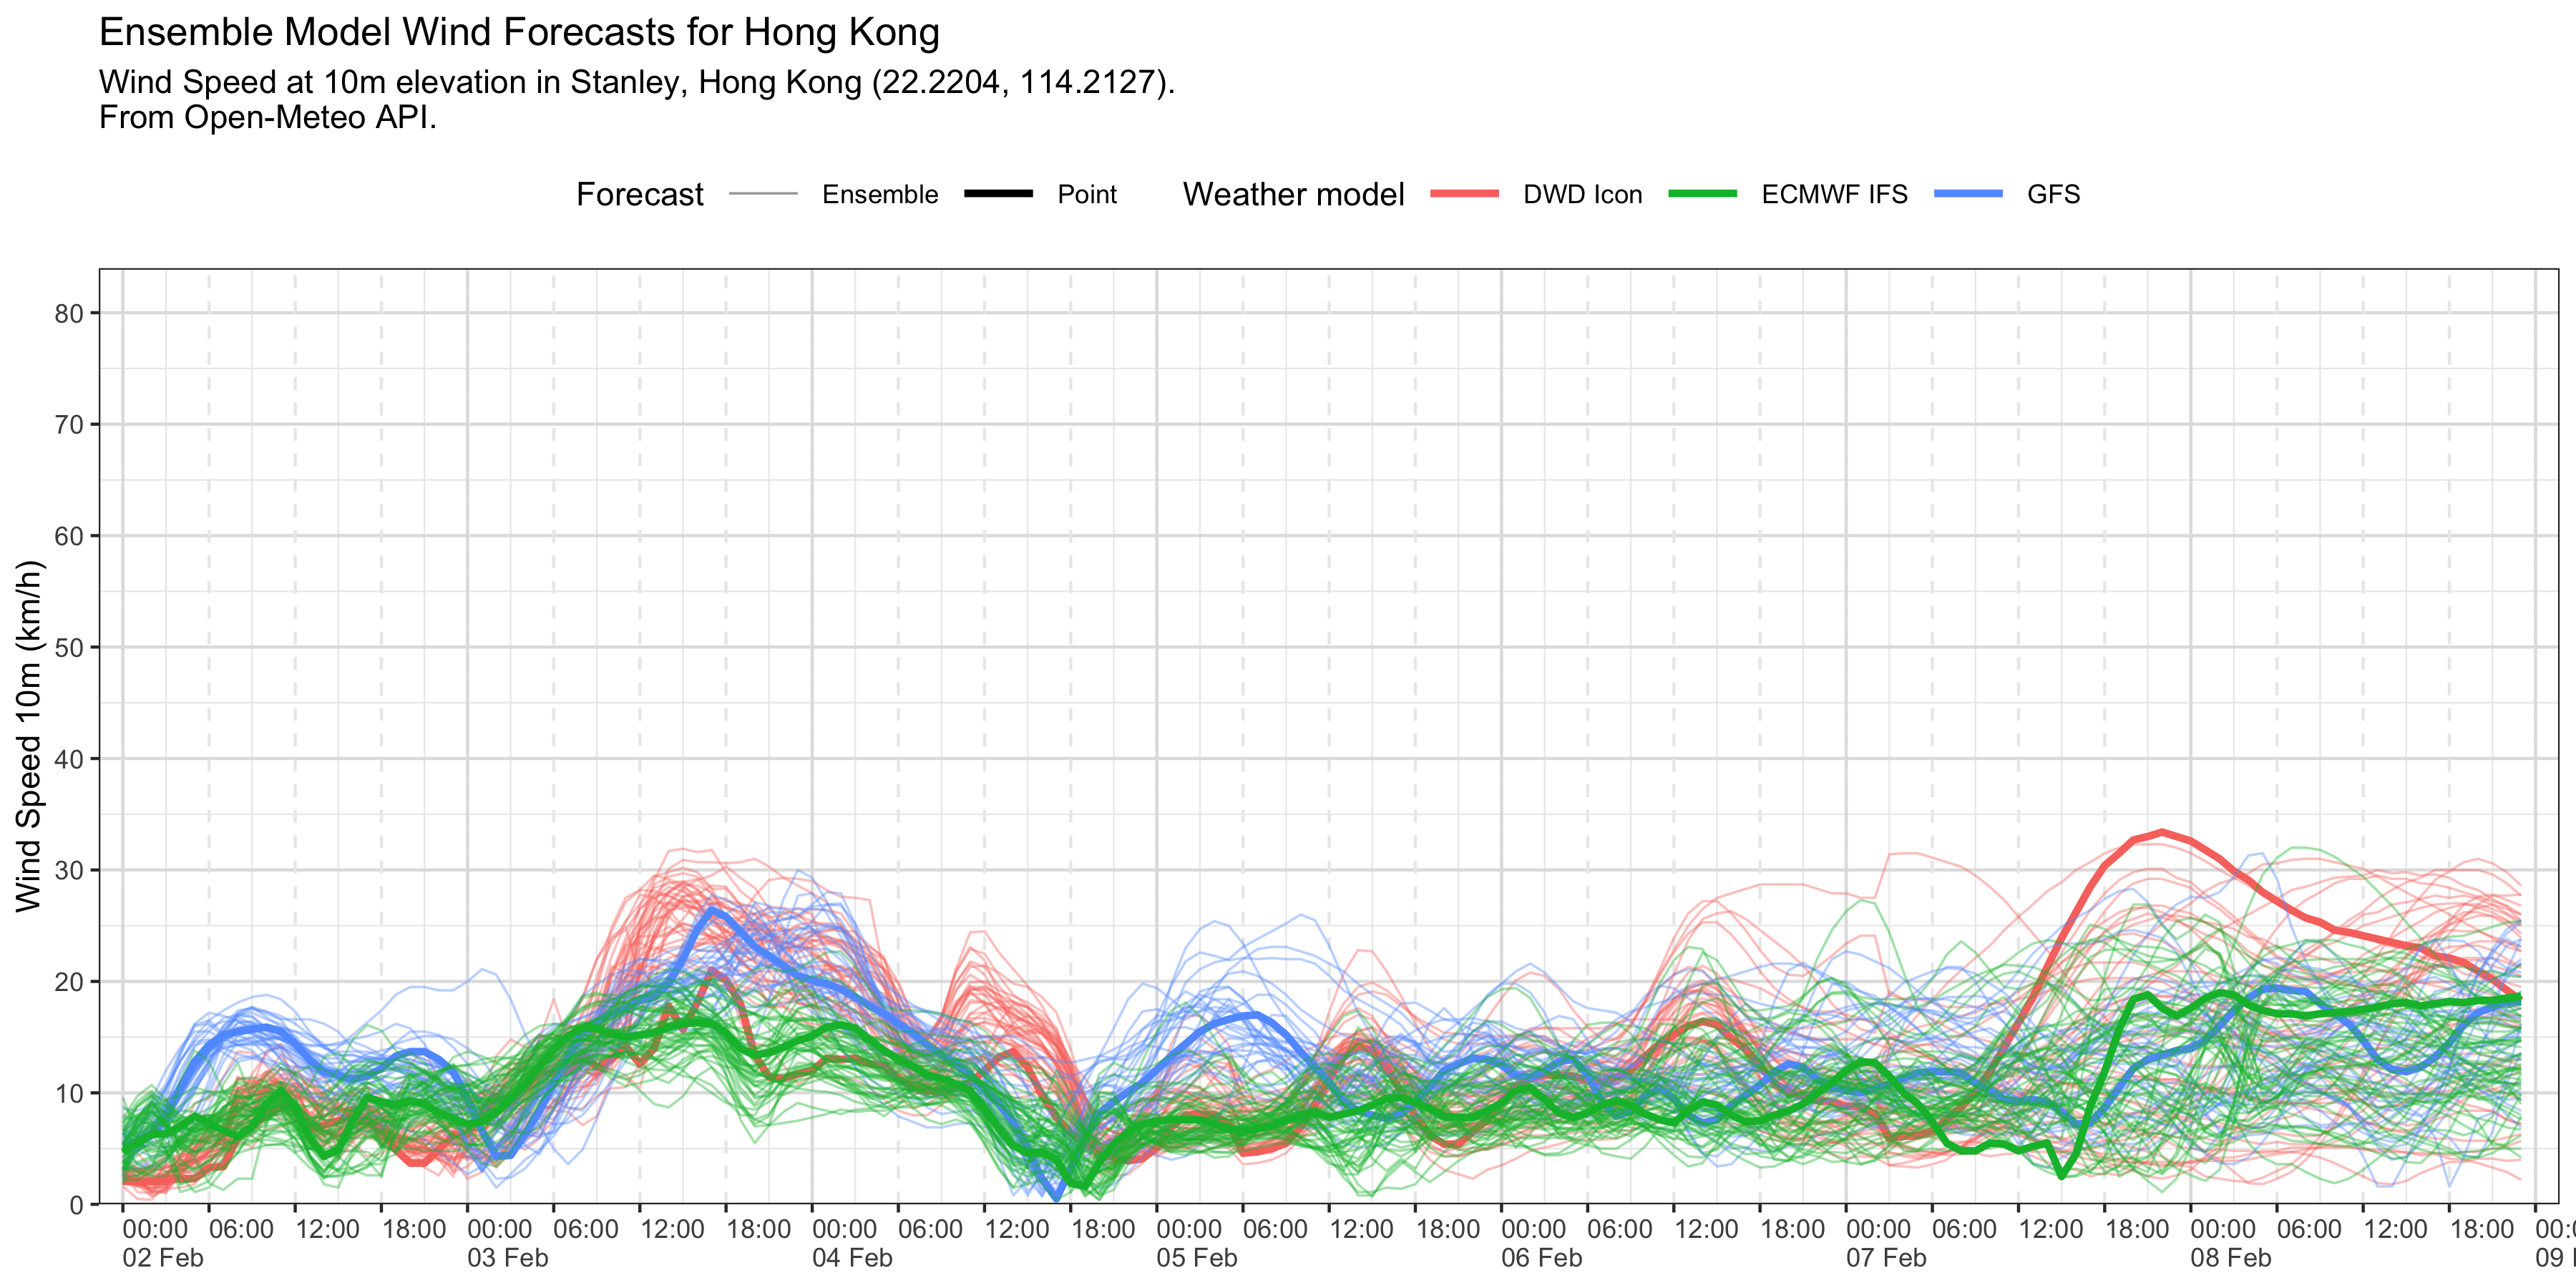 Ensemble Model Wind Forecasts for Hong Kong
Wind Speed at 10m elevation in Stanley, Hong Kong (22.2204, 114.2127).
From Open-Meteo API.
Forecast Ensemble Point Weather model DWD Icon ECMWF IFS GFS
Wind Speed 10m (km/h)
80
70
60
50
40
30
20
10
0
00:00 06:00 12:00 18:00 00:00 06:00 12:00 18:00 00:00 06:00 12:00 18:00 00:00 06:00 12:00 18:00 00:00 06:00 12:00 18:00 00:00 06:00 12:00 18:00 00:00 06:00 12:00 18:00
02 Feb 03 Feb 04 Feb 05 Feb 06 Feb 07 Feb 08 Feb 09